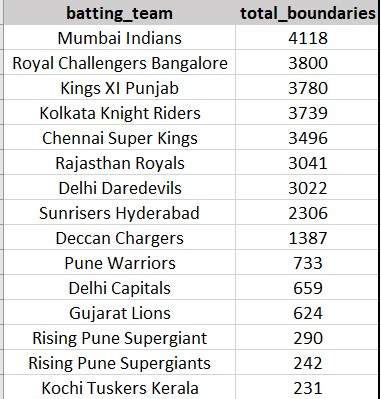 batting_team total_boundaries
Mumbai Indians 4118
Royal Challengers Bangalore 3800
Kings XI Punjab 3780
Kolkata Knight Riders 3739
Chennai Super Kings 3496
Rajasthan Royals 3041
Delhi Daredevils 3022
Sunrisers Hyderabad 2306
Deccan Chargers 1387
Pune Warriors 733
Delhi Capitals 659
Gujarat Lions 624
Rising Pune Supergiant 290
Rising Pune Supergiants 242
Kochi Tuskers Kerala 231